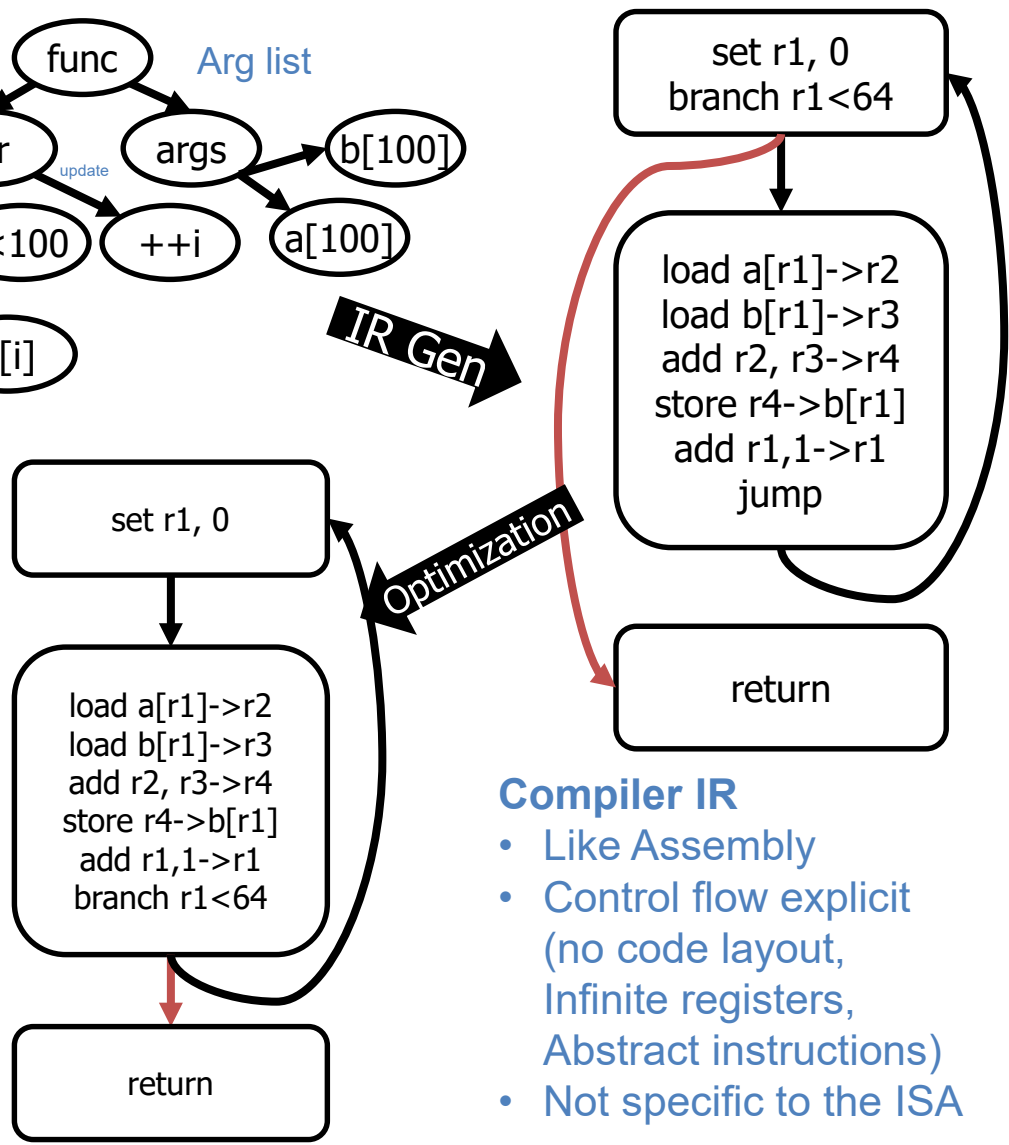 func
Arg list
r
update
args
b[100]
<100
++i
a[100]
[i]
IR Gen
set r1, 0
branch r1<64
load a[r1]->r2
load b[r1]->r3
add r2, r3->r4
store r4->b[r1]
add r1,1->r1
jump
return
Optimization
set r1, 0
load a[r1]->r2
load b[r1]->r3
add r2, r3->r4
store r4->b[r1]
add r1,1->r1
branch r1<64
return
Compiler IR
• Like Assembly
• Control flow explicit
(no code layout,
Infinite registers,
Abstract instructions)
• Not specific to the ISA